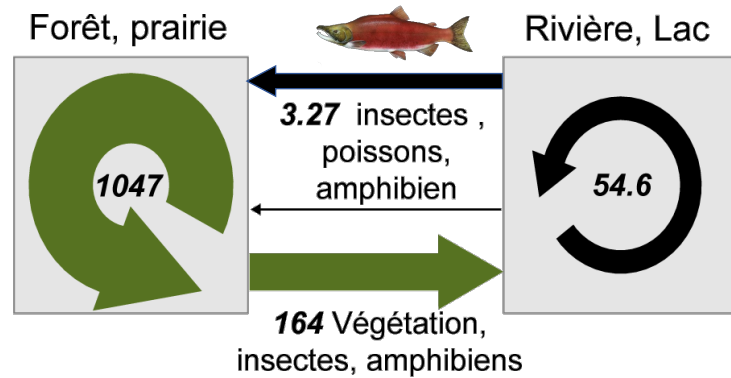 Forêt, prairie
Rivière, Lac
3.27 insectes ,
poissons,
amphibien
1047
54.6
164 Végétation,
insectes, amphibiens